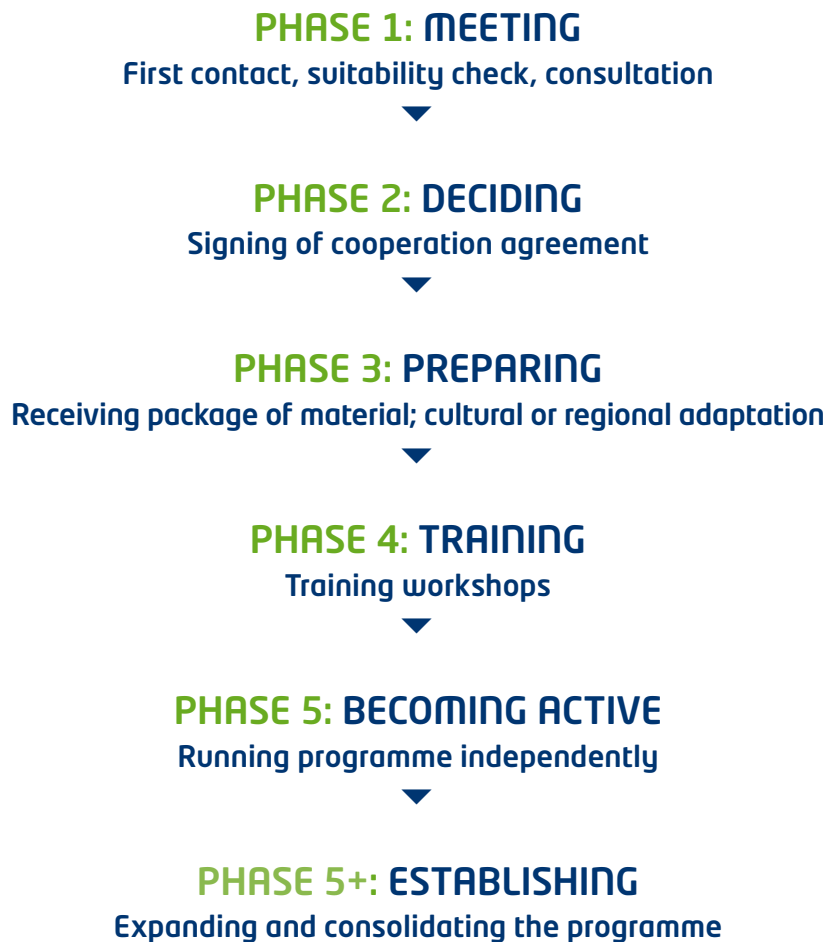 PHASE 1: MEETING
First contact, suitability check, consultation
PHASE 2: DECIDING
Signing of cooperation agreement
PHASE 3: PREPARING
Receiving package of material; cultural or regional adaptation
PHASE 4: TRAINING
Training workshops
PHASE 5: BECOMING ACTIVE
Running programme independently
PHASE 5+: ESTABLISHING
Expanding and consolidating the programme